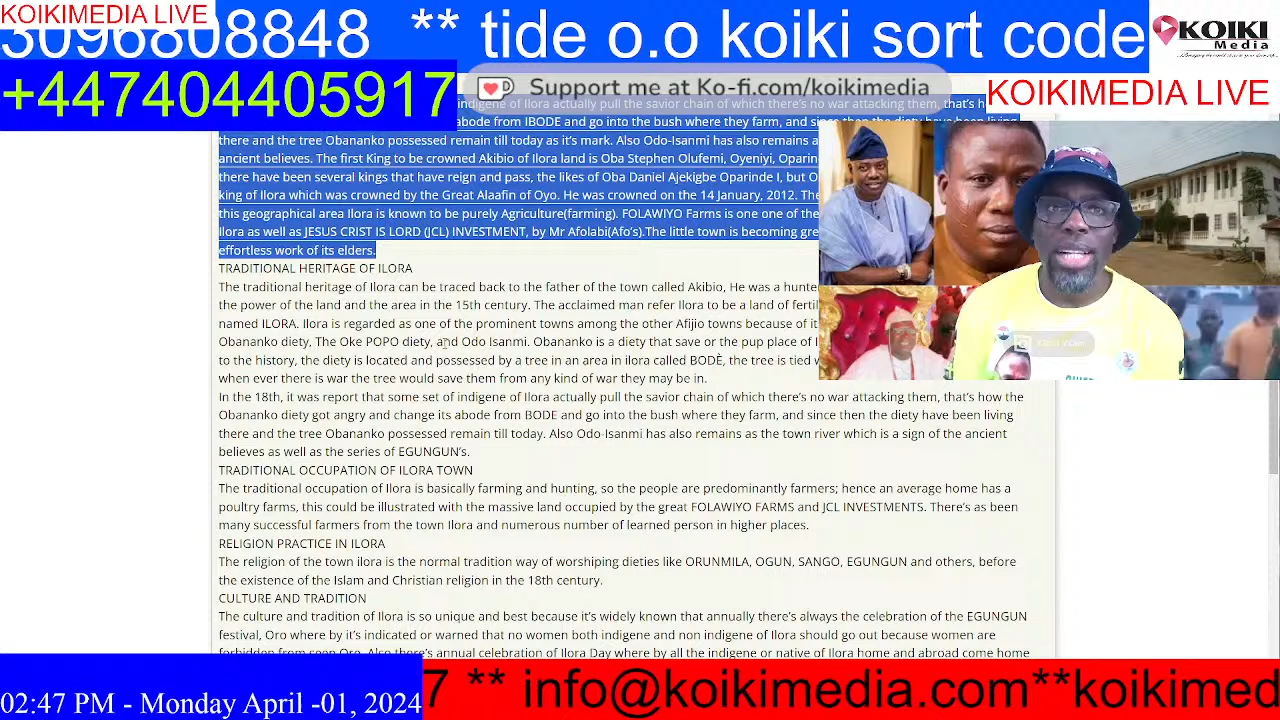 KOIKIMEDIA LIVE
3096808848 ** tide o.o koiki sort code
KOIKI
Media
+447404405917
Support me at Ko-fi.com/koikimedia
KOIKIMEDIA LIVE
indigene of Ilora actually pull the savior chain of which there's no war attacking them, that's
abode from IBODE and go into the bush where they farm, and since then the diety have been living
there and the tree Obananko possessed remain till today as it's mark. Also Odo-Isanmi has also remains a
ancient believes. The first King to be crowned Akibio of Ilora land is Oba Stephen Olufemi, Oyeniyi, Oparin
there have been several kings that have reign and pass, the likes of Oba Daniel Ajekigbe Oparinde I, but O
king of Ilora which was crowned by the Great Alaafin of Oyo. He was crowned on the 14 January, 2012. The
this geographical area Ilora is known to be purely Agriculture(farming). FOLAWIYO Farms is one one of the
Ilora as well as JESUS CRIST IS LORD (JCL) INVESTMENT, by Mr Afolabi(Afo's).The little town is becoming gre
effortless work of its elders.
TRADITIONAL HERITAGE OF ILORA
The traditional heritage of Ilora can be traced back to the father of the town called Akibio, He was a hunte
the power of the land and the area in the 15th century. The acclaimed man refer Ilora to be a land of fertil
named ILORA. Ilora is regarded as one of the prominent towns among the other Afijio towns because of it
Obananko diety, The Oke POPO diety, and Odo Isanmi. Obananko is a diety that save or the pup place of I
to the history, the diety is located and possessed by a tree in an area in ilora called BODÈ, the tree is tied w
when ever there is war the tree would save them from any kind of war they may be in.
In the 18th, it was report that some set of indigene of Ilora actually pull the savior chain of which there's no war attacking them, that's how the
Obananko diety got angry and change its abode from BODE and go into the bush where they farm, and since then the diety have been living
there and the tree Obananko possessed remain till today. Also Odo-Isanmi has also remains as the town river which is a sign of the ancient
believes as well as the series of EGUNGUN's.
TRADITIONAL OCCUPATION OF ILORA TOWN
The traditional occupation of Ilora is basically farming and hunting, so the people are predominantly farmers; hence an average home has a
poultry farms, this could be illustrated with the massive land occupied by the great FOLAWIYO FARMS and JCL INVESTMENTS. There's as been
many successful farmers from the town Ilora and numerous number of learned person in higher places.
RELIGION PRACTICE IN ILORA
The religion of the town ilora is the normal tradition way of worshiping dieties like ORUNMILA, OGUN, SANGO, EGUNGUN and others, before
the existence of the Islam and Christian religion in the 18th century.
CULTURE AND TRADITION
The culture and tradition of Ilora is so unique and best because it's widely known that annually there's always the celebration of the EGUNGUN
festival, Oro where by it's indicated or warned that no women both indigene and non indigene of Ilora should go out because women are
forbidden from seen Oro. Also there's annual celebration of Ilora Day where by all the indigene or native of Ilora home and abroad come home
02:47 PM - Monday April -01, 2024
7 ** info@koikimedia.com**koikimed